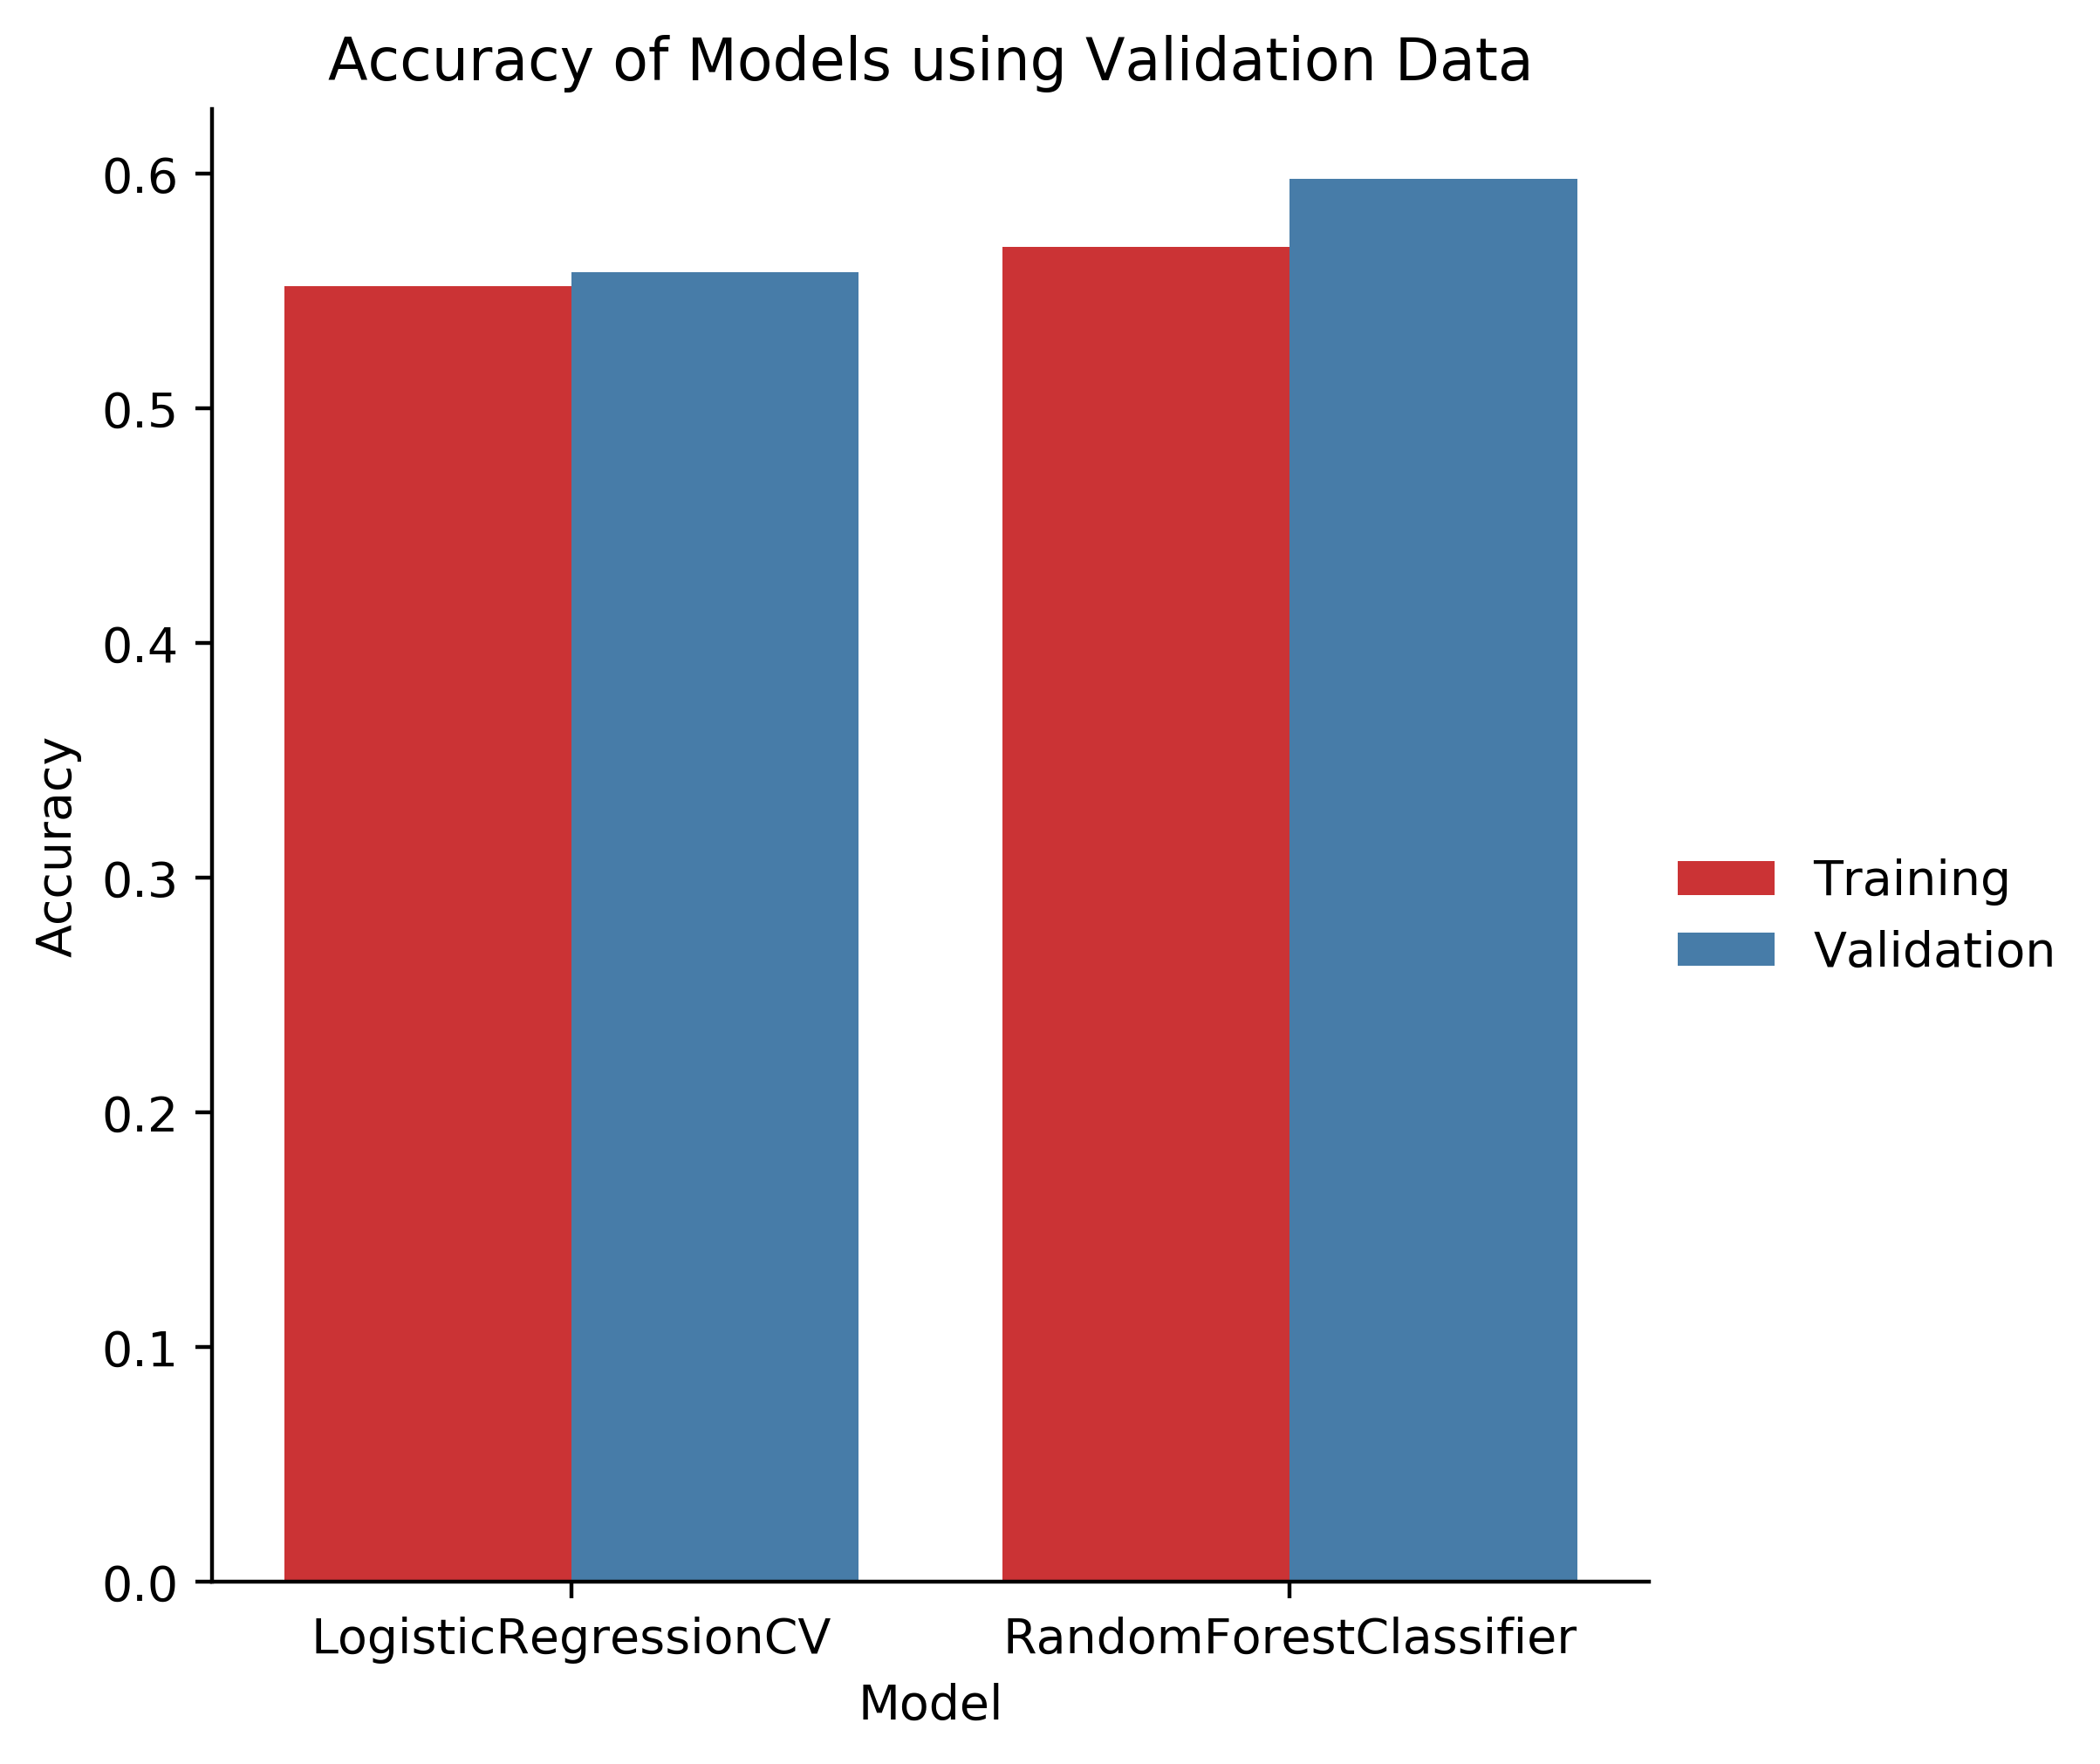 Accuracy of Models using Validation Data
Accuracy
0.6
0.5
0.4
0.3
0.2
0.1
0.0
LogisticRegressionCV
RandomForestClassifier
Model
Training
Validation